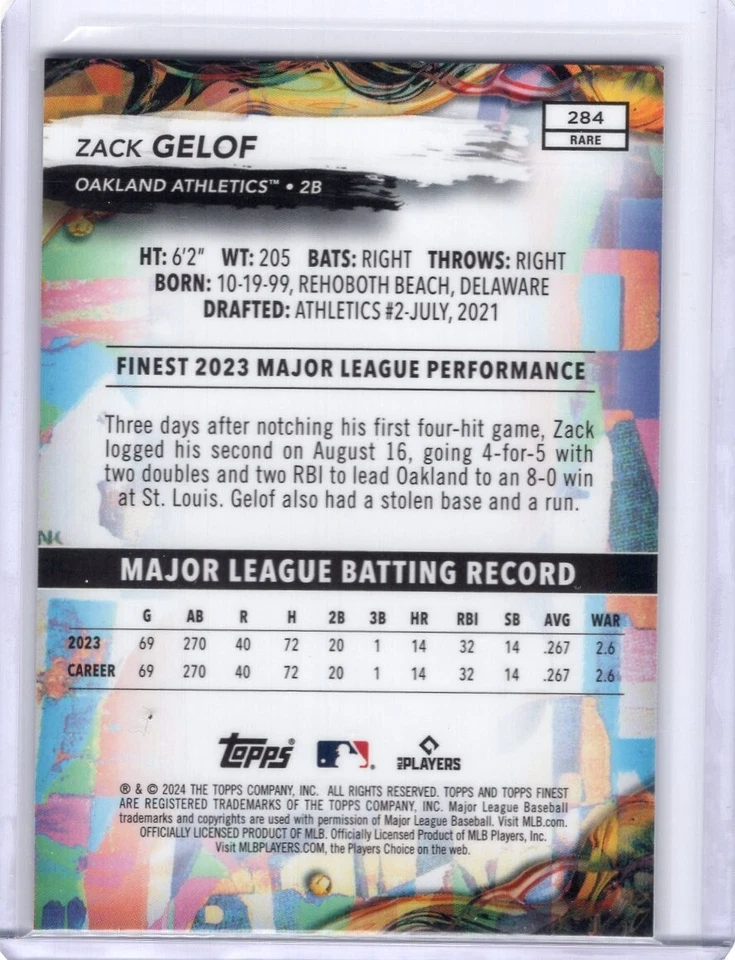 284
RARE
ZACK GELOF
OAKLAND ATHLETICS™ • 2B
HT: 6'2" WT: 205 BATS: RIGHT THROWS: RIGHT
BORN: 10-19-99, REHOBOTH BEACH, DELAWARE
DRAFTED: ATHLETICS #2-JULY, 2021
FINEST 2023 MAJOR LEAGUE PERFORMANCE
Three days after notching his first four-hit game, Zack
logged his second on August 16, going 4-for-5 with
two doubles and two RBI to lead Oakland to an 8-0 win
at St. Louis. Gelof also had a stolen base and a run.
MAJOR LEAGUE BATTING RECORD
G AB R H 2B 3B HR RBI SB AVG WAR
2023 69 270 40 72 20 1 14 32 14 .267 2.6
CAREER 69 270 40 72 20 1 14 32 14 .267 2.6
Topps® MLB PLAYERS
® & © 2024 THE TOPPS COMPANY, INC. ALL RIGHTS RESERVED. TOPPS AND TOPPS FINEST
ARE REGISTERED TRADEMARKS OF THE TOPPS COMPANY, INC. Major League Baseball
trademarks and copyrights are used with permission of Major League Baseball. Visit MLB.com.
OFFICIALLY LICENSED PRODUCT OF MLB. Officially Licensed Product of MLB Players, Inc.
Visit MLBPLAYERS.COM, the Players Choice on the web.